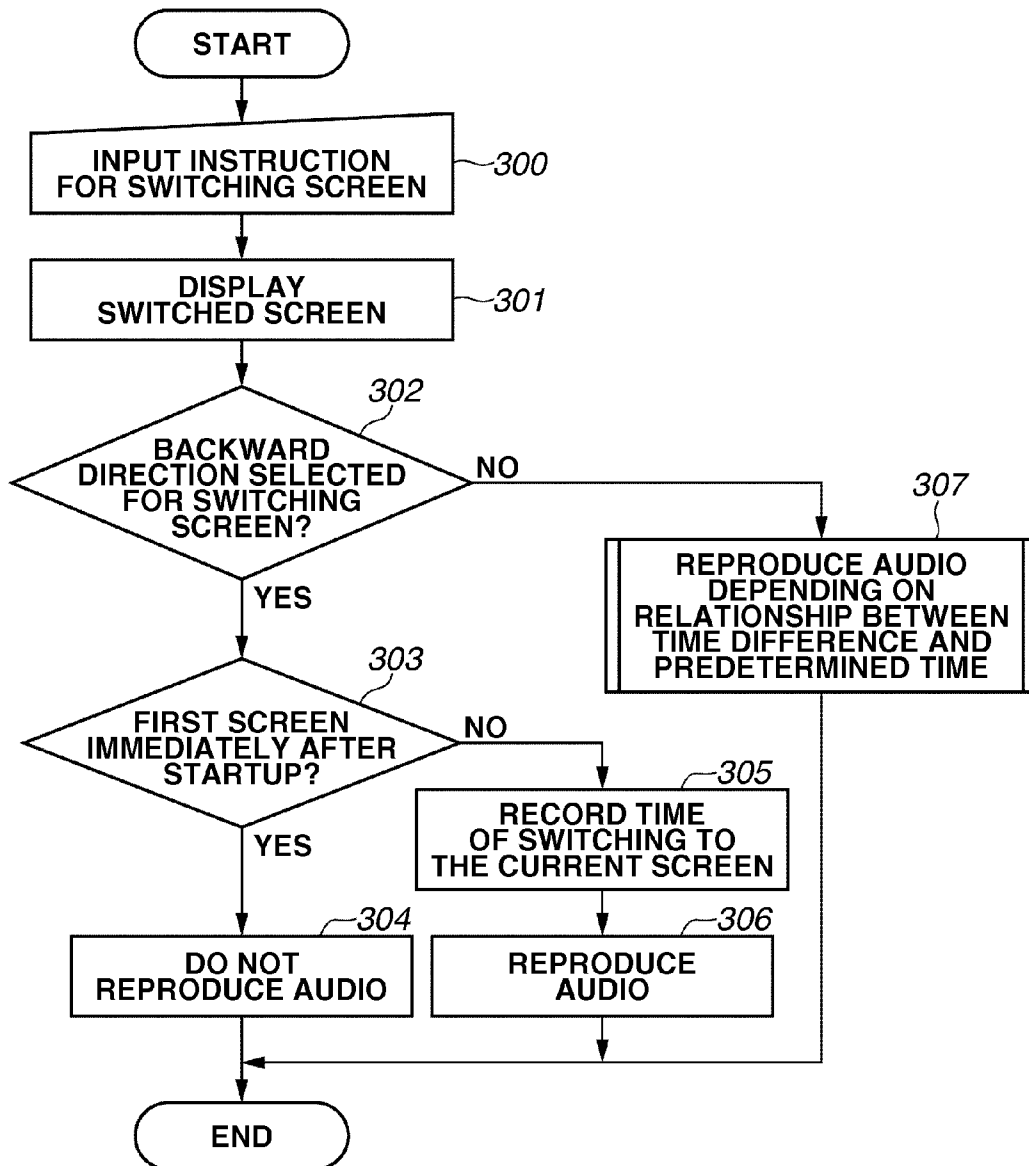 START
INPUT INSTRUCTION
FOR SWITCHING SCREEN
300
DISPLAY
SWITCHED SCREEN
301
302
BACKWARD
DIRECTION SELECTED
FOR SWITCHING
SCREEN?
NO
YES
307
REPRODUCE AUDIO
DEPENDING ON
RELATIONSHIP BETWEEN
TIME DIFFERENCE AND
PREDETERMINED TIME
303
FIRST SCREEN
IMMEDIATELY AFTER
STARTUP?
NO
YES
305
RECORD TIME
OF SWITCHING TO
THE CURRENT SCREEN
304
DO NOT
REPRODUCE AUDIO
306
REPRODUCE
AUDIO
END